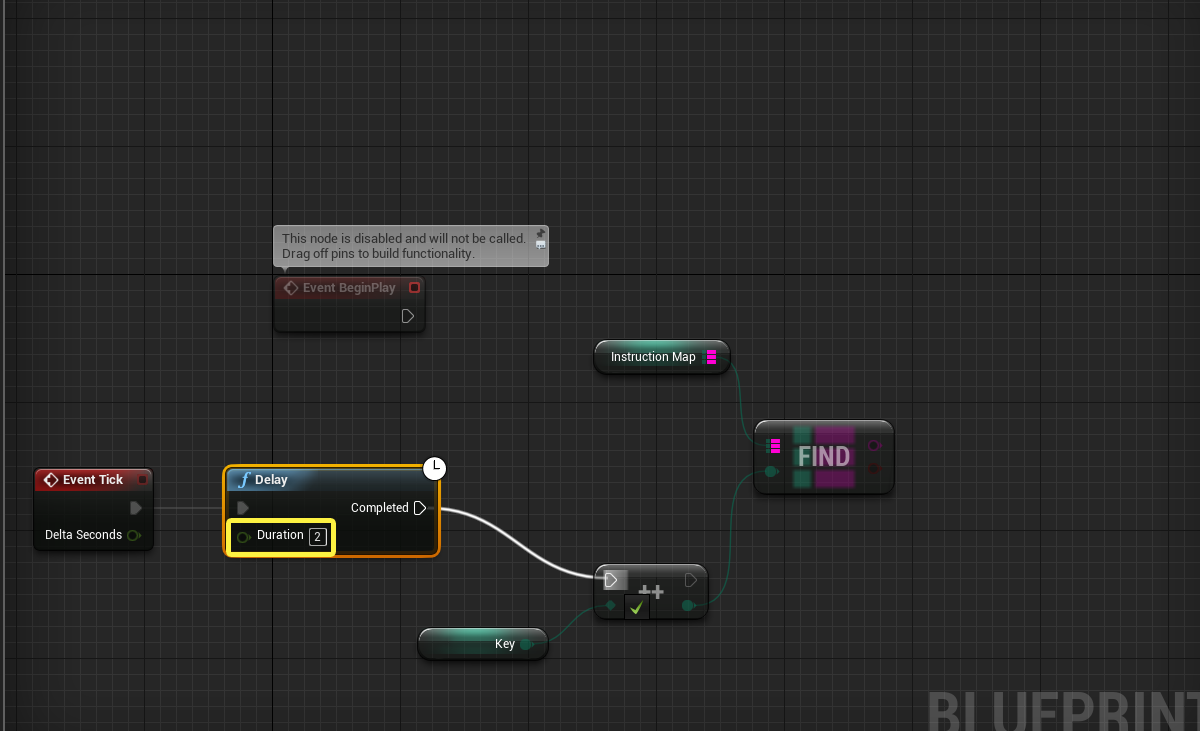 This node is disabled and will not be called.
Drag off pins to build functionality.
Event BeginPlay
Instruction Map
FIND
Event Tick
Delay
Completed
Delta Seconds
Duration 2
++
Key
BLUEPRINT